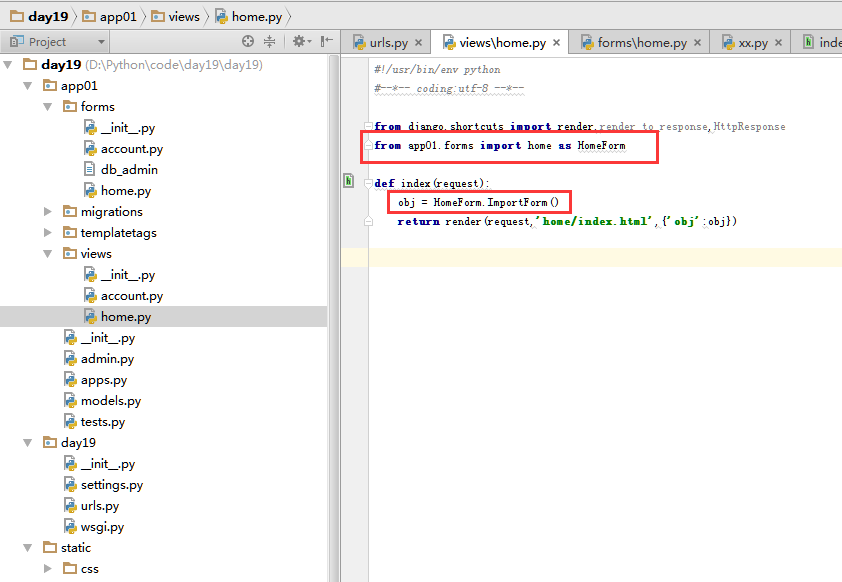 day19 app01 views home.py
Project
urls.py × views\home.py × forms\home.py × xx.py × inde
day19 (D:\Python\code\day19\day19)
app01
forms
__init__.py
account.py
db_admin
home.py
migrations
templatetags
views
__init__.py
account.py
home.py
__init__.py
admin.py
apps.py
models.py
tests.py
day19
__init__.py
settings.py
urls.py
wsgi.py
static
css
#!/usr/bin/env python
#--*-- coding:utf-8 --*--
from django.shortcuts import render,render_to_response,HttpResponse
from app01.forms import home as HomeForm
def index(request):
obj = HomeForm.ImportForm()
return render(request,'home/index.html',{'obj':obj})